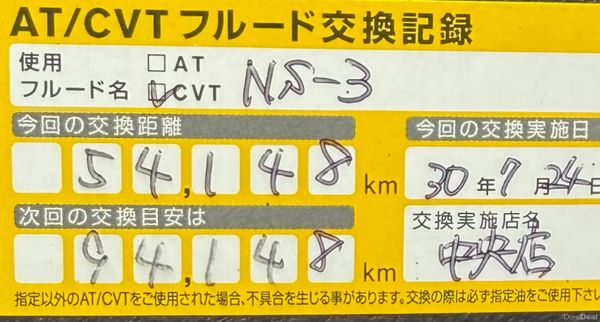 AT/CVTフルード交換記録
使用 □AT
フルード名 ☑CVT NS-3
今回の交換距離 今回の交換実施日
54,148 km 30年7月24日
次回の交換目安は 交換実施店名
94,148 km 中央店
指定以外のAT/CVTをご使用された場合、不具合を生じる事があります。交換の際は必ず指定油をご使用下さい
DoraDeal